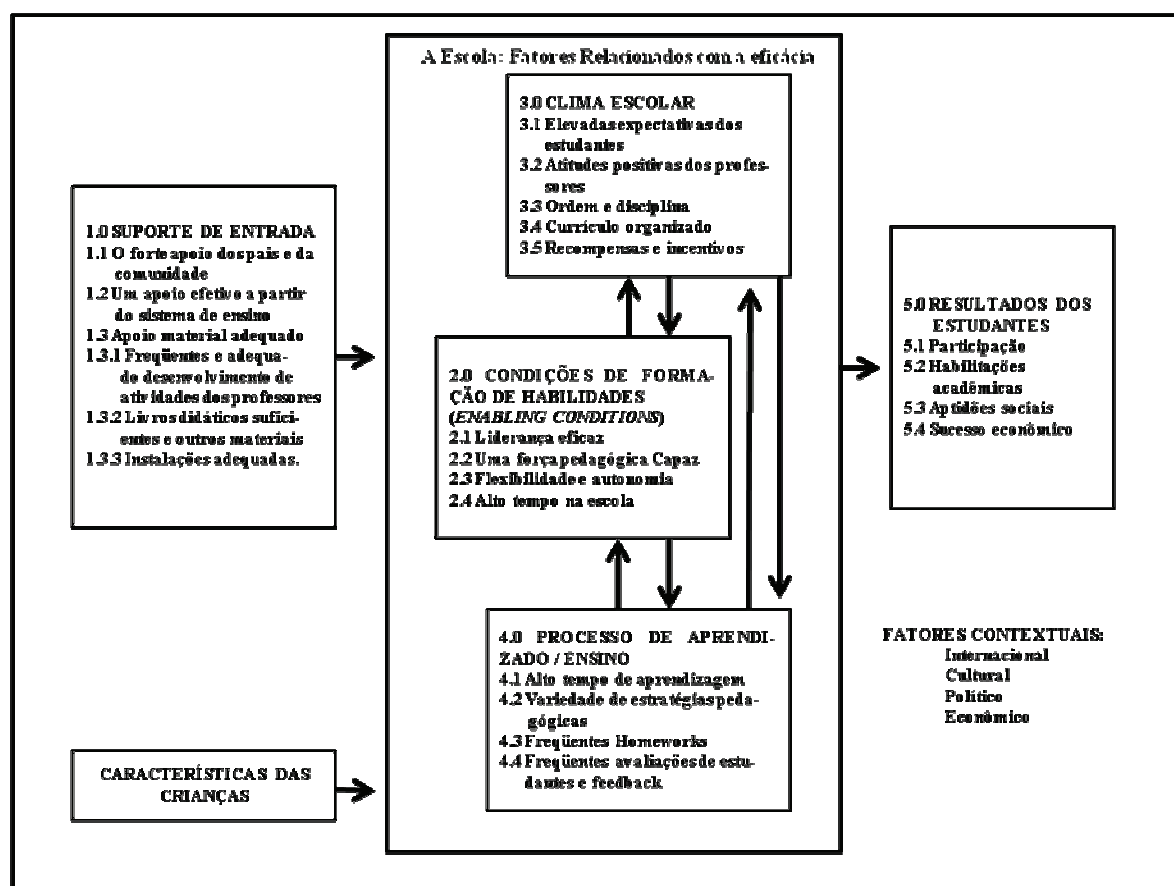 A Escola: Fatores Relacionados com a eficácia
3.0 CLIMA ESCOLAR
3.1 Elevadas expectativas dos
estudantes
3.2 Atitudes positivas dos profes-
sores
3.3 Ordem e disciplina
3.4 Currículo organizado
3.5 Recompensas e incentivos
1.0 SUPORTE DE ENTRADA
1.1 O forte apoio dos pais e da
comunidade
1.2 Um apoio efetivo a partir
do sistema de ensino
1.3 Apoio material adequado
1.3.1 Freqüentes e adequa-
do desenvolvimento de
atividades dos professores
1.3.2 Livros didáticos sufici-
entes e outros materiais
1.3.3 Instalações adequadas.
2.0 CONDIÇÕES DE FORMA-
ÇÃO DE HABILIDADES
(ENABLING CONDITIONS)
2.1 Liderança eficaz
2.2 Uma força pedagógica Capaz
2.3 Flexibilidade e autonomia
2.4 Alto tempo na escola
5.0 RESULTADOS DOS
ESTUDANTES
5.1 Participação
5.2 Habilitações
acadêmicas
5.3 Aptidões sociais
5.4 Sucesso econômico
4.0 PROCESSO DE APRENDI-
ZADO / ENSINO
4.1 Alto tempo de aprendizagem
4.2 Variedade de estratégias peda-
gógicas
4.3 Freqüentes Homeworks
4.4 Freqüentes avaliações de estu-
dantes e feedback
FATORES CONTEXTUAIS:
Internacional
Cultural
Político
Econômico
CARACTERÍSTICAS DAS
CRIANÇAS